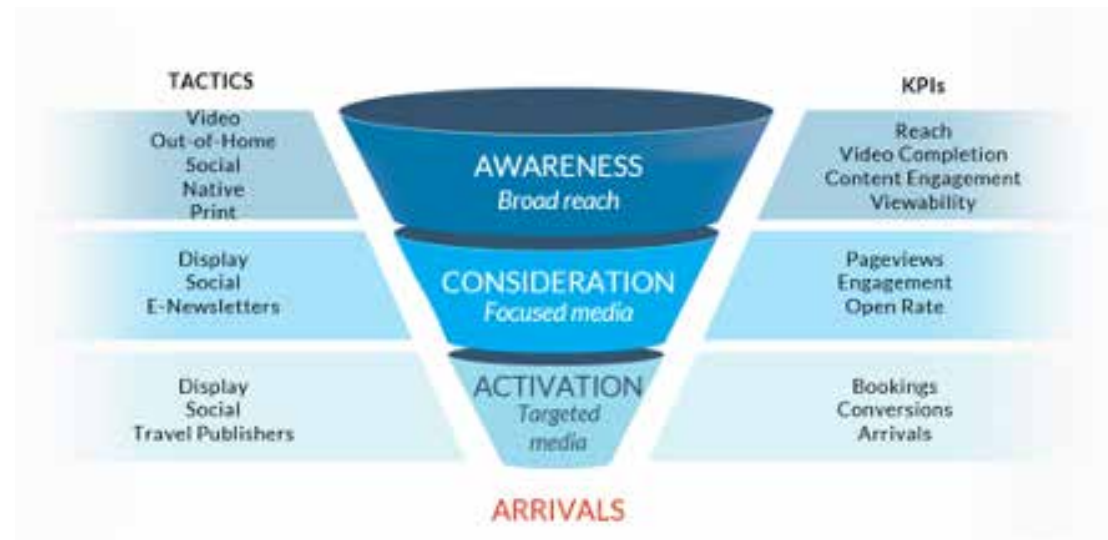 TACTICS
KPIs
Video
Out-of-Home
Social
Native
Print
AWARENESS
Broad reach
Reach
Video Completion
Content Engagement
Viewability
Display
Social
E-Newsletters
CONSIDERATION
Focused media
Pageviews
Engagement
Open Rate
Display
Social
Travel Publishers
ACTIVATION
Targeted
media
Bookings
Conversions
Arrivals
ARRIVALS